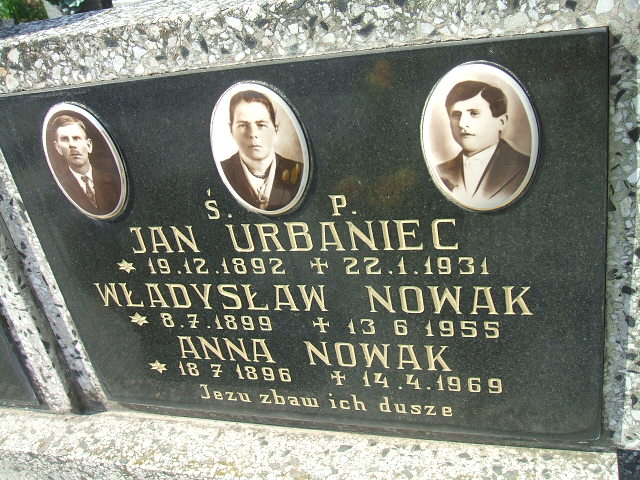 Ś. P.
JAN URBANIEC
* 19.12.1892 + 22.1.1931
WŁADYSŁAW NOWAK
* 8.7.1899 + 13 6 1955
ANNA NOWAK
* 18 7 1896 + 14.4.1969
Jezu zbaw ich dusze